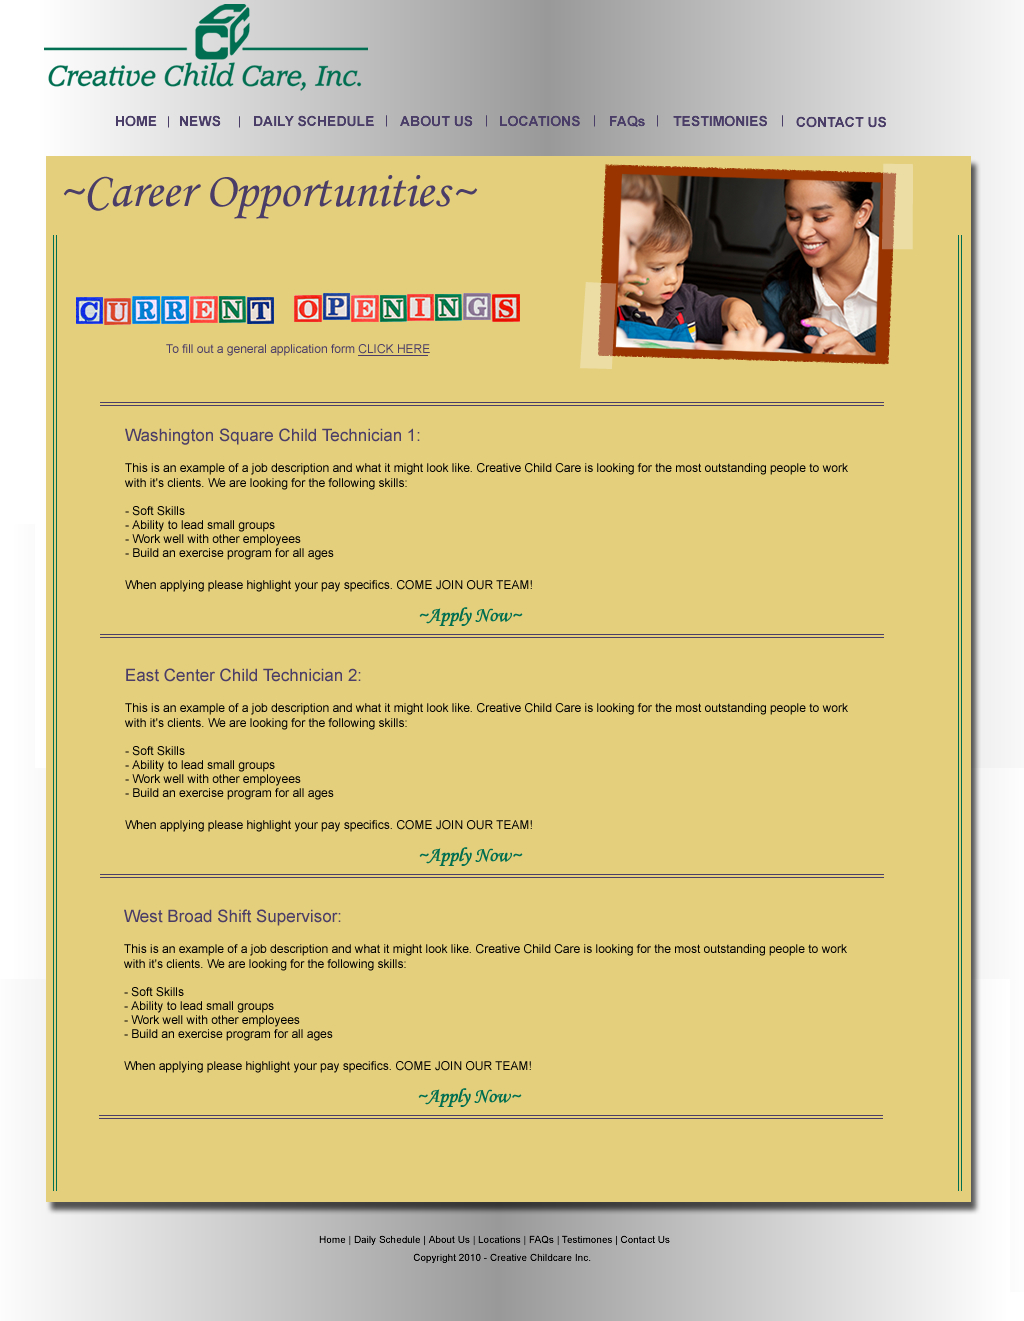 Creative Child Care, Inc.
HOME | NEWS | DAILY SCHEDULE | ABOUT US | LOCATIONS | FAQs | TESTIMONIES | CONTACT US
~Career Opportunities~
CURRENT OPENINGS
To fill out a general application form CLICK HERE
Washington Square Child Technician 1:
This is an example of a job description and what it might look like. Creative Child Care is looking for the most outstanding people to work
with it's clients. We are looking for the following skills:
- Soft Skills
- Ability to lead small groups
- Work well with other employees
- Build an exercise program for all ages
When applying please highlight your pay specifics. COME JOIN OUR TEAM!
~Apply Now~
East Center Child Technician 2:
This is an example of a job description and what it might look like. Creative Child Care is looking for the most outstanding people to work
with it's clients. We are looking for the following skills:
- Soft Skills
- Ability to lead small groups
- Work well with other employees
- Build an exercise program for all ages
When applying please highlight your pay specifics. COME JOIN OUR TEAM!
~Apply Now~
West Broad Shift Supervisor:
This is an example of a job description and what it might look like. Creative Child Care is looking for the most outstanding people to work
with it's clients. We are looking for the following skills:
- Soft Skills
- Ability to lead small groups
- Work well with other employees
- Build an exercise program for all ages
When applying please highlight your pay specifics. COME JOIN OUR TEAM!
~Apply Now~
Home | Daily Schedule | About Us | Locations | FAQs | Testimones | Contact Us
Copyright 2010 - Creative Childcare Inc.